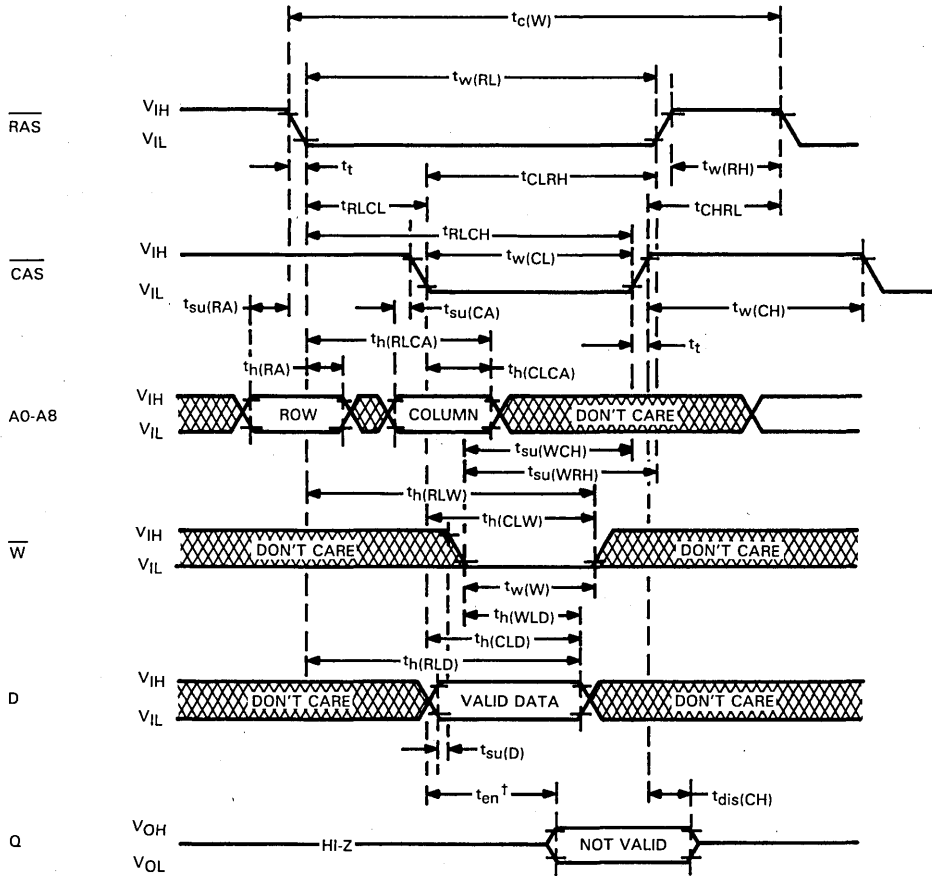 tc(W)
tw(RL)
RAS
VIH
VIL
tt
tw(RH)
tCLRH
tRLCL
tCHRL
tRLCH
CAS
VIH
VIL
tw(CL)
tsu(RA)
tsu(CA)
tw(CH)
th(RLCA)
tt
th(RA)
th(CLCA)
A0-A8
VIH
VIL
ROW
COLUMN
DON'T CARE
tsu(WCH)
tsu(WRH)
th(RLW)
th(CLW)
W
VIH
VIL
DON'T CARE
DON'T CARE
tw(W)
th(WLD)
th(CLD)
th(RLD)
D
VIH
VIL
DON'T CARE
VALID DATA
DON'T CARE
tsu(D)
ten†
tdis(CH)
Q
VOH
VOL
HI-Z
NOT VALID